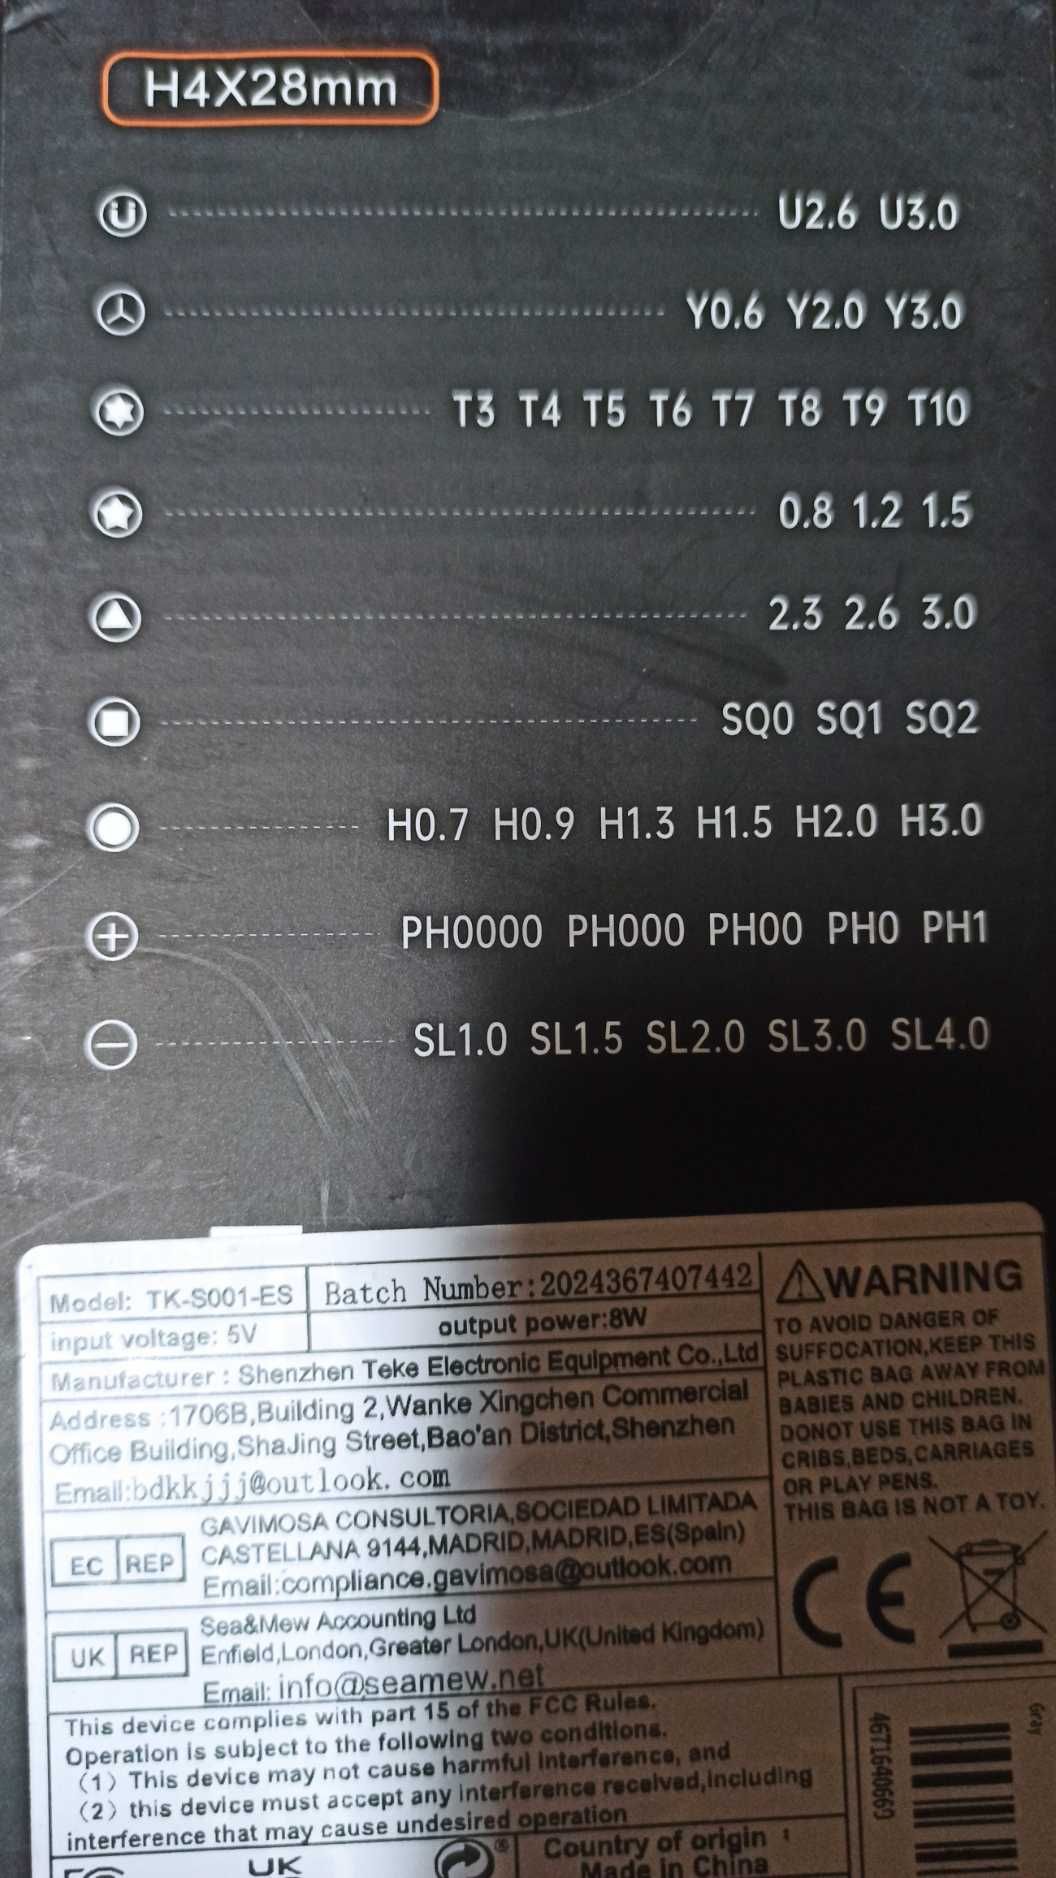 H4X28mm
U2.6 U3.0
Y0.6 Y2.0 Y3.0
T3 T4 T5 T6 T7 T8 T9 T10
0.8 1.2 1.5
2.3 2.6 3.0
SQ0 SQ1 SQ2
H0.7 H0.9 H1.3 H1.5 H2.0 H3.0
PH0000 PH000 PH00 PH0 PH1
SL1.0 SL1.5 SL2.0 SL3.0 SL4.0
Model: TK-S001-ES
Batch Number:2024367407442
input voltage: 5V
output power:8W
Manufacturer : Shenzhen Teke Electronic Equipment Co.,Ltd
Address :1706B,Building 2,Wanke Xingchen Commercial
Office Building,ShaJing Street,Bao'an District,Shenzhen
Email:bdkkjjj@outlook.com
EC REP
GAVIMOSA CONSULTORIA,SOCIEDAD LIMITADA
CASTELLANA 9144,MADRID,MADRID,ES(Spain)
Email:compliance.gavimosa@outlook.com
UK REP
Sea&Mew Accounting Ltd
Enfield,London,Greater London,UK(United Kingdom)
Email: info@seamew.net
This device complies with part 15 of the FCC Rules.
Operation is subject to the following two conditions.
(1) This device may not cause harmful interference, and
(2) this device must accept any interference received,including
interference that may cause undesired operation
WARNING
TO AVOID DANGER OF
SUFFOCATION,KEEP THIS
PLASTIC BAG AWAY FROM
BABIES AND CHILDREN.
DONOT USE THIS BAG IN
CRIBS,BEDS,CARRIAGES
OR PLAY PENS.
THIS BAG IS NOT A TOY.
CE
Gray
46716406603
UK
®
Country of origin :
Made in China